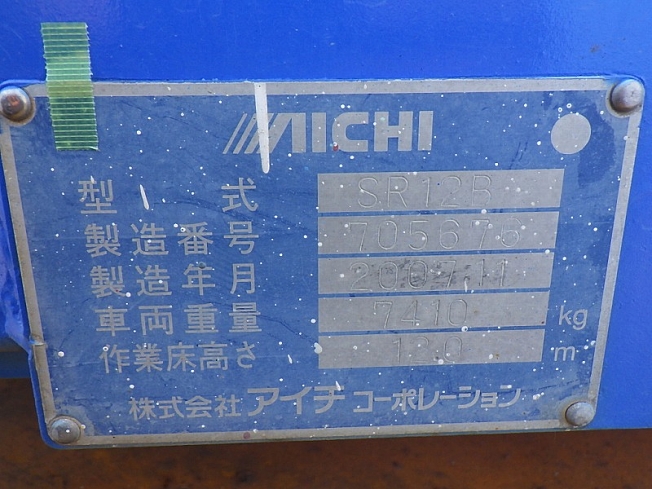 AICHI
型式 SR12B
製造番号 705676
製造年月 2007.11
車両重量 7410 kg
作業床高さ 12.0 m
株式会社 アイチ コーポレーション